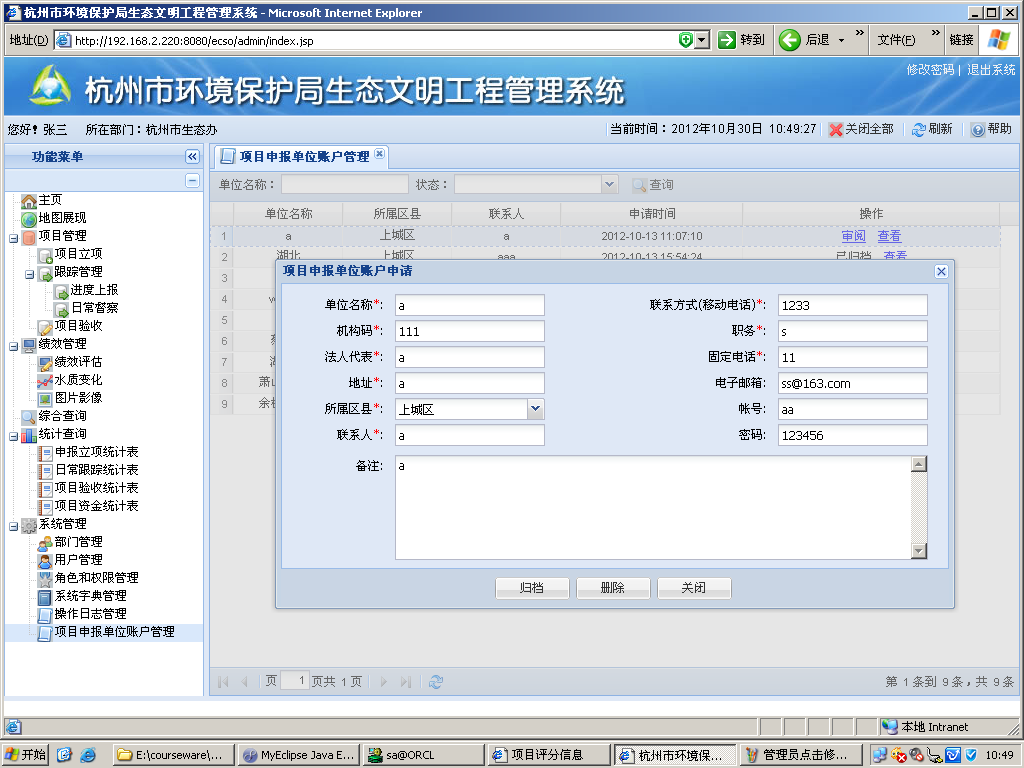 杭州市环境保护局生态文明工程管理系统 - Microsoft Internet Explorer
地址(D) http://192.168.2.220:8080/ecso/admin/index.jsp 转到 后退 » 文件(F) » 链接
杭州市环境保护局生态文明工程管理系统 修改密码 | 退出系统
您好! 张三 所在部门：杭州市生态办 当前时间：2012年10月30日 10:49:27 关闭全部 刷新 帮助
功能菜单
主页
地图展现
项目管理
项目立项
跟踪管理
进度上报
日常督察
项目验收
绩效管理
绩效评估
水质变化
图片影像
综合查询
统计查询
申报立项统计表
日常跟踪统计表
项目验收统计表
项目资金统计表
系统管理
部门管理
用户管理
角色和权限管理
系统字典管理
操作日志管理
项目申报单位账户管理
项目申报单位账户管理
单位名称： 状态： 查询
单位名称 所属区县 联系人 申请时间 操作
1 a 上城区 a 2012-10-13 11:07:10 审阅 查看
2 湖北 上城区 aaa 2012-10-13 15:54:24 已归档 查看
3
4
5
6
7
8 萧山
9 余杭
项目申报单位账户申请
单位名称*: a 联系方式(移动电话)*: 1233
机构码*: 111 职务*: s
法人代表*: a 固定电话*: 11
地址*: a 电子邮箱: ss@163.com
所属区县*: 上城区 帐号: aa
联系人*: a 密码: 123456
备注: a
归档 删除 关闭
页 1 页共 1 页 第 1 条到 9 条，共 9 条
本地 Intranet
开始 E:\courseware\... MyEclipse Java E... sa@ORCL 项目评分信息 杭州市环境保... 管理员点击修... 10:49